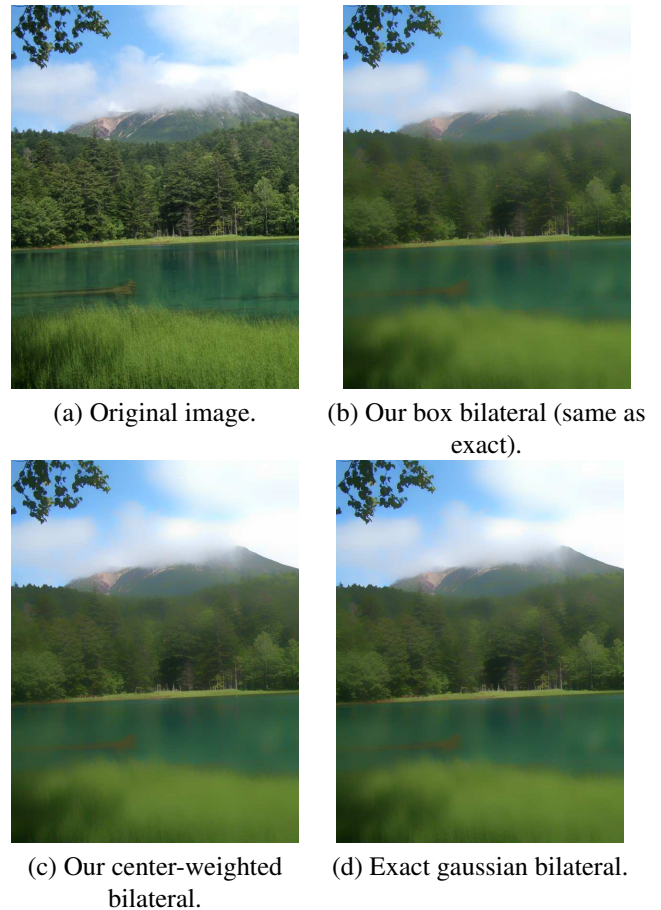 (a) Original image.
(b) Our box bilateral (same as
exact).
(c) Our center-weighted
bilateral.
(d) Exact gaussian bilateral.